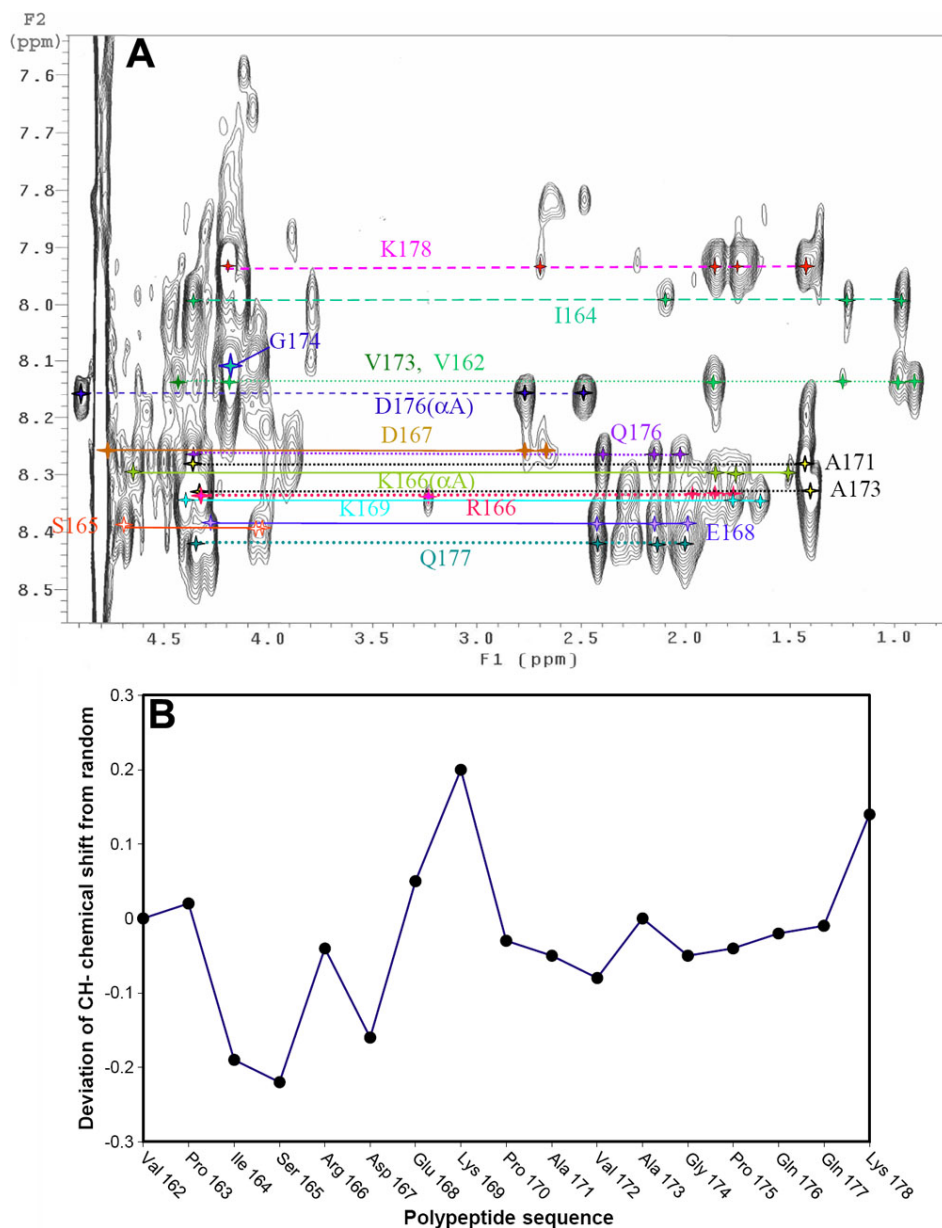 F2
(ppm)
A
7.6
7.7
7.8
7.9
8.0
8.1
8.2
8.3
8.4
8.5
K178
I164
G174
V173, V162
D176(αA)
D167
Q176
A171
K166(αA)
A173
K169
R166
S165
E168
Q177
4.5
4.0
3.5
3.0
2.5
2.0
1.5
1.0
F1 (ppm)
B
0.3
0.2
0.1
0
-0.1
-0.2
-0.3
Deviation of CH- chemical shift from random
Val 162
Pro 163
Ile 164
Ser 165
Arg 166
Asp 167
Glu 168
Lys 169
Pro 170
Ala 171
Val 172
Ala 173
Gly 174
Pro 175
Gln 176
Gln 177
Lys 178
Polypeptide sequence